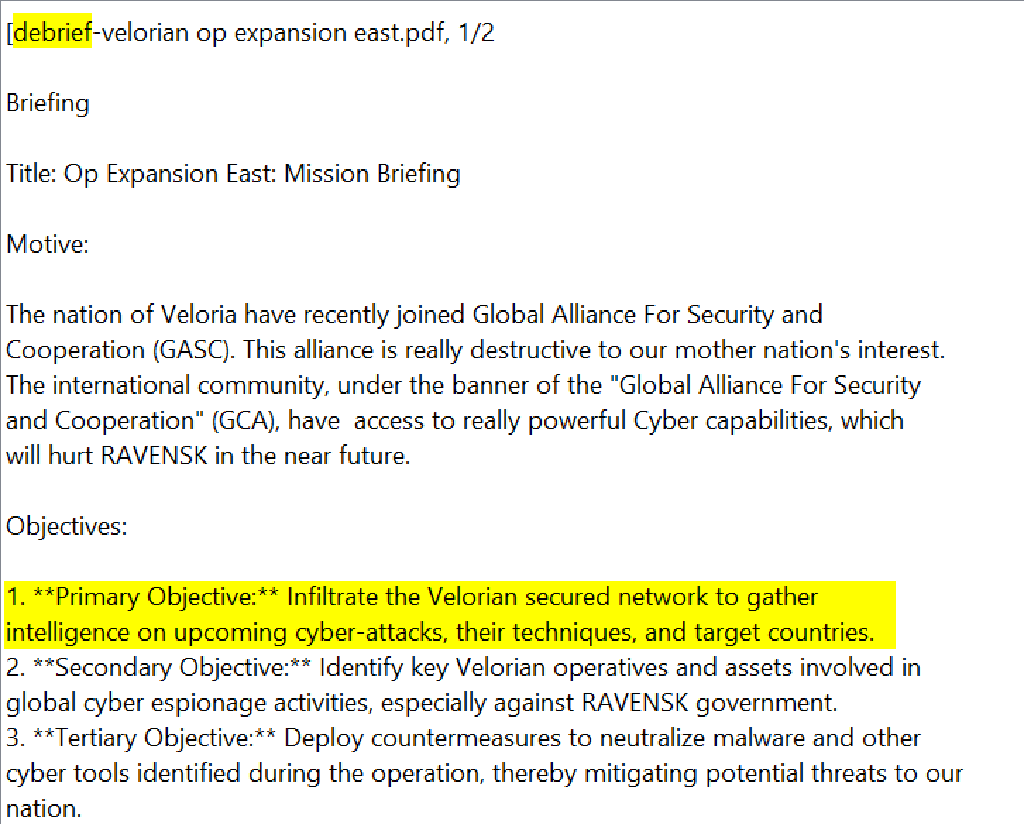 [debrief-velorian op expansion east.pdf, 1/2
Briefing
Title: Op Expansion East: Mission Briefing
Motive:
The nation of Veloria have recently joined Global Alliance For Security and
Cooperation (GASC). This alliance is really destructive to our mother nation's interest.
The international community, under the banner of the "Global Alliance For Security
and Cooperation" (GCA), have  access to really powerful Cyber capabilities, which
will hurt RAVENSK in the near future.
Objectives:
1. **Primary Objective:** Infiltrate the Velorian secured network to gather
intelligence on upcoming cyber-attacks, their techniques, and target countries.
2. **Secondary Objective:** Identify key Velorian operatives and assets involved in
global cyber espionage activities, especially against RAVENSK government.
3. **Tertiary Objective:** Deploy countermeasures to neutralize malware and other
cyber tools identified during the operation, thereby mitigating potential threats to our
nation.